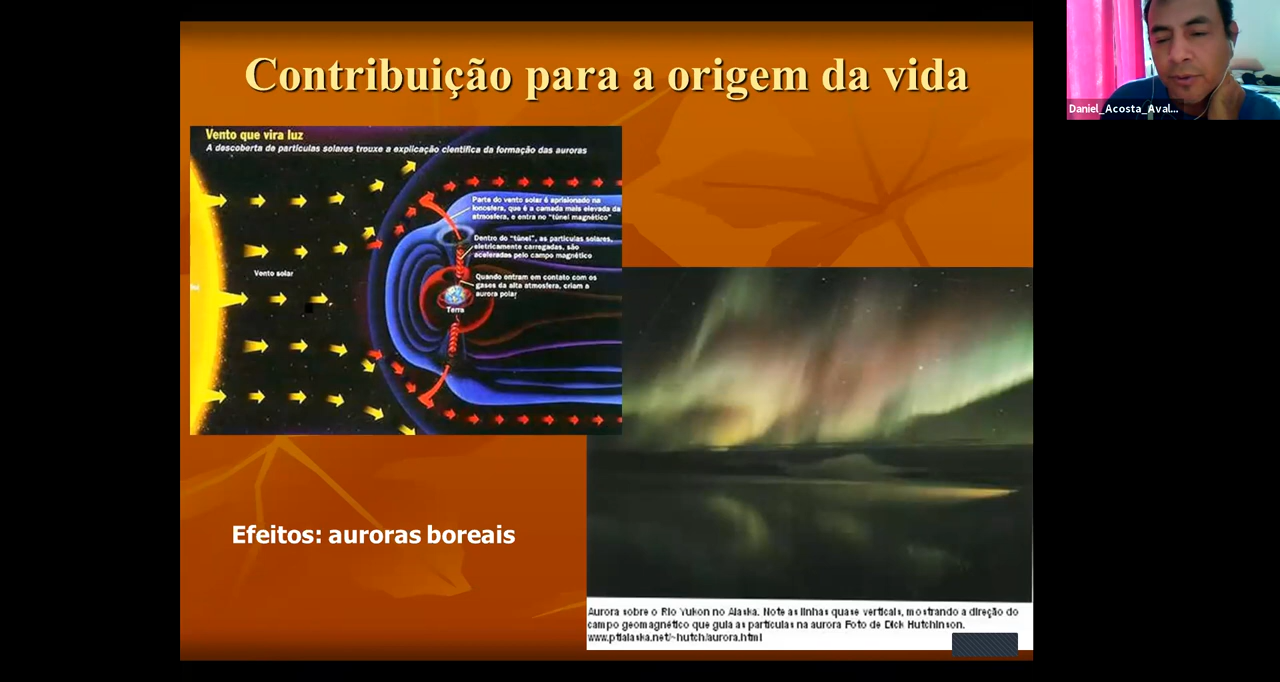 Contribuição para a origem da vida
Vento que vira luz
A descoberta de partículas solares trouxe a explicação científica da formação das auroras
Parte do vento solar é aprisionado na
ionosfera, que é a camada mais elevada da
atmosfera, e entra no "túnel magnético"
Dentro do "túnel", as partículas solares,
eletricamente carregadas, são
aceleradas pelo campo magnético
Vento solar
Quando entram em contato com os
gases da alta atmosfera, criam a
aurora polar
Terra
Efeitos: auroras boreais
Aurora sobre o Rio Yukon no Alaska. Note as linhas quase verticais, mostrando a direção do
campo geomagnético que guia as partículas na aurora Foto de Dick Hutchinson.
www.ptialaska.net/~hutch/aurora.html
Daniel_Acosta_Aval...